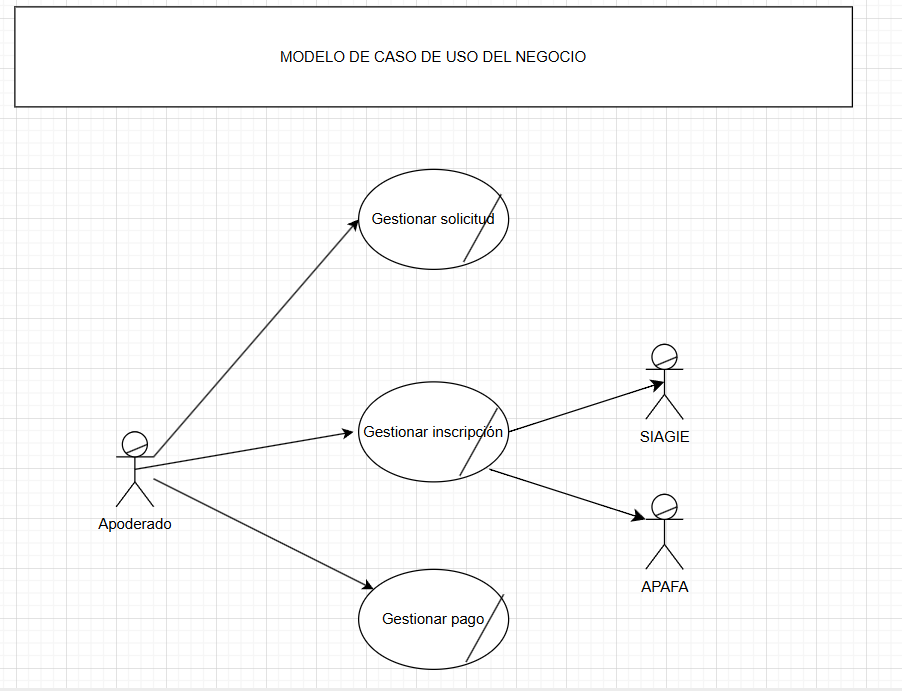 MODELO DE CASO DE USO DEL NEGOCIO
Gestionar solicitud
Gestionar inscripción
SIAGIE
Apoderado
APAFA
Gestionar pago